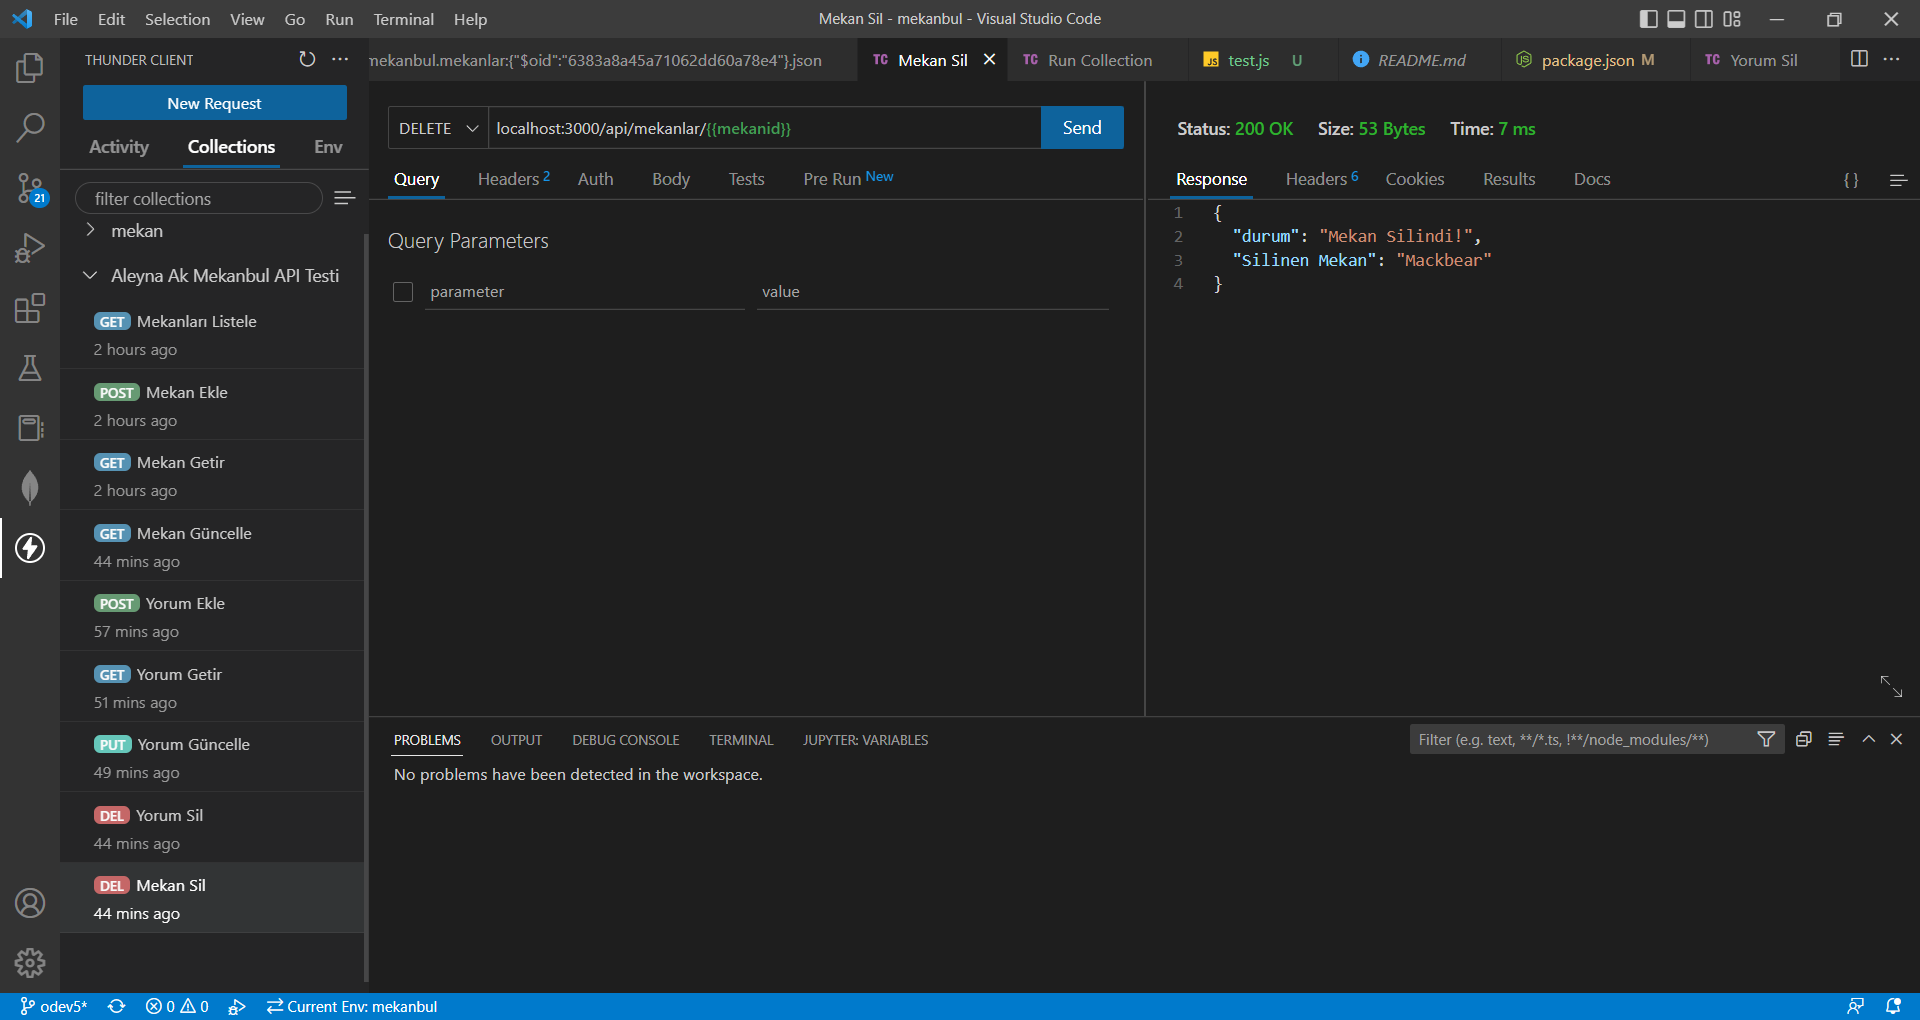 File Edit Selection View Go Run Terminal Help
Mekan Sil - mekanbul - Visual Studio Code
THUNDER CLIENT
New Request
Activity Collections Env
filter collections
mekan
Aleyna Ak Mekanbul API Testi
GET Mekanları Listele
2 hours ago
POST Mekan Ekle
2 hours ago
GET Mekan Getir
2 hours ago
GET Mekan Güncelle
44 mins ago
POST Yorum Ekle
57 mins ago
GET Yorum Getir
51 mins ago
PUT Yorum Güncelle
49 mins ago
DEL Yorum Sil
44 mins ago
DEL Mekan Sil
44 mins ago
21
mekanbul.mekanlar:{"$oid":"6383a8a45a71062dd60a78e4"}.json TC Mekan Sil TC Run Collection JS test.js U README.md package.json M TC Yorum Sil
DELETE localhost:3000/api/mekanlar/{{mekanid}} Send
Query Headers 2 Auth Body Tests Pre Run New
Query Parameters
parameter value
Status: 200 OK Size: 53 Bytes Time: 7 ms
Response Headers 6 Cookies Results Docs { }
1 {
2 "durum": "Mekan Silindi!",
3 "Silinen Mekan": "Mackbear"
4 }
PROBLEMS OUTPUT DEBUG CONSOLE TERMINAL JUPYTER: VARIABLES
Filter (e.g. text, **/*.ts, !**/node_modules/**)
No problems have been detected in the workspace.
odev5* 0 0 Current Env: mekanbul